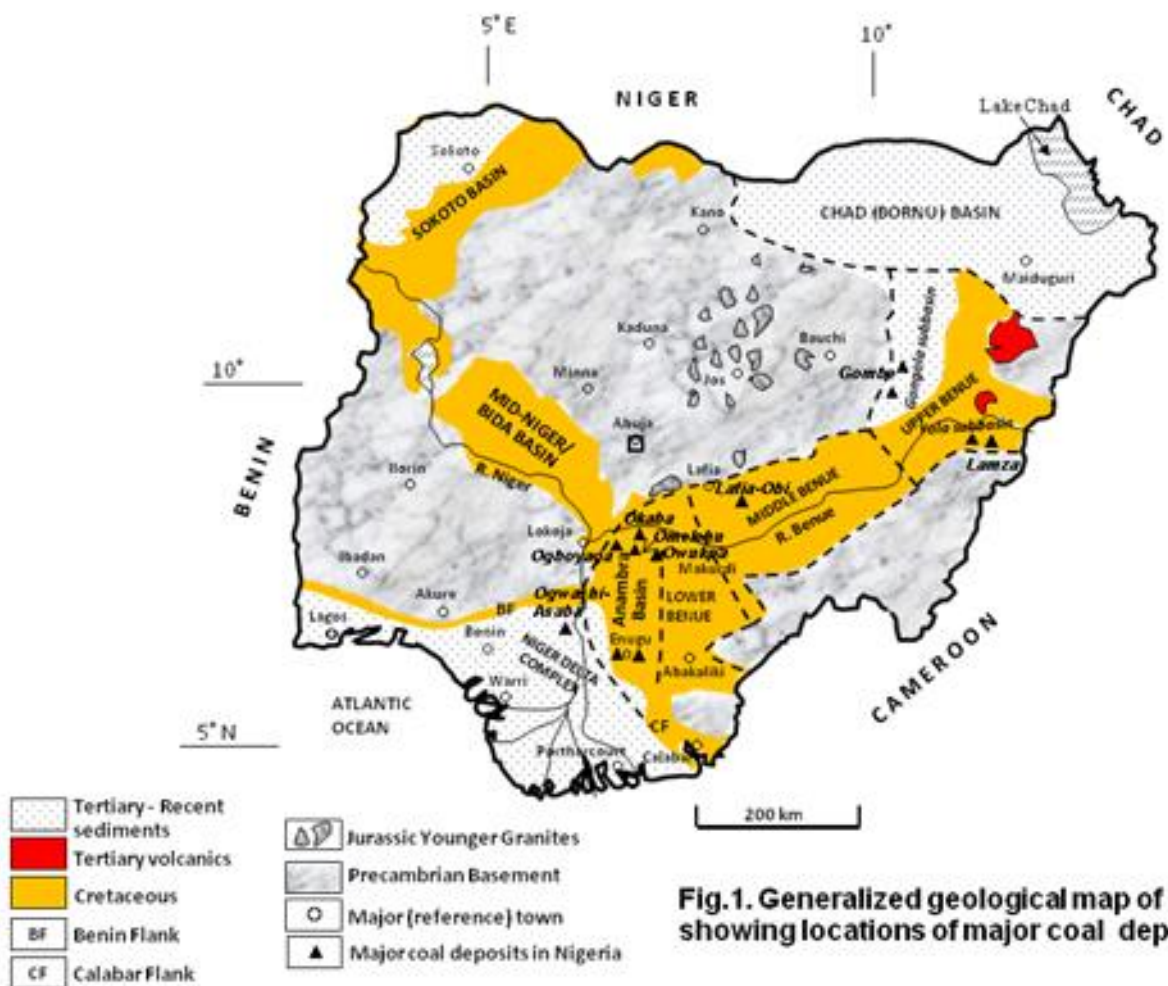 5° E
10°
NIGER
CHAD
Lake Chad
Sokoto
SOKOTO BASIN
CHAD (BORNU) BASIN
Kano
Maiduguri
Kaduna
Bauchi
Gongola subbasin
Gombe
10°
Minna
Jos
MID-NIGER/
BIDA BASIN
Abuja
UPPER BENUE
Lamza
BENIN
Ilorin
R. Niger
Lafia
Lafia-Obi
MIDDLE BENUE
R. Benue
Lokoja
Okaba
Ogboyaga
Owukpa
Makurdi
Ibadan
Akure
BF
Ogwashi-
Asaba
Anambra
Basin
LOWER
BENUE
Lagos
Benin
Enugu
Abakaliki
NIGER DELTA
COMPLEX
CAMEROON
Warri
ATLANTIC
OCEAN
CF
5° N
Portharcourt
Calabar
200 km
Tertiary - Recent
sediments
Tertiary volcanics
Cretaceous
BF Benin Flank
CF Calabar Flank
Jurassic Younger Granites
Precambrian Basement
Major (reference) town
Major coal deposits in Nigeria
Fig.1. Generalized geological map of
showing locations of major coal dep